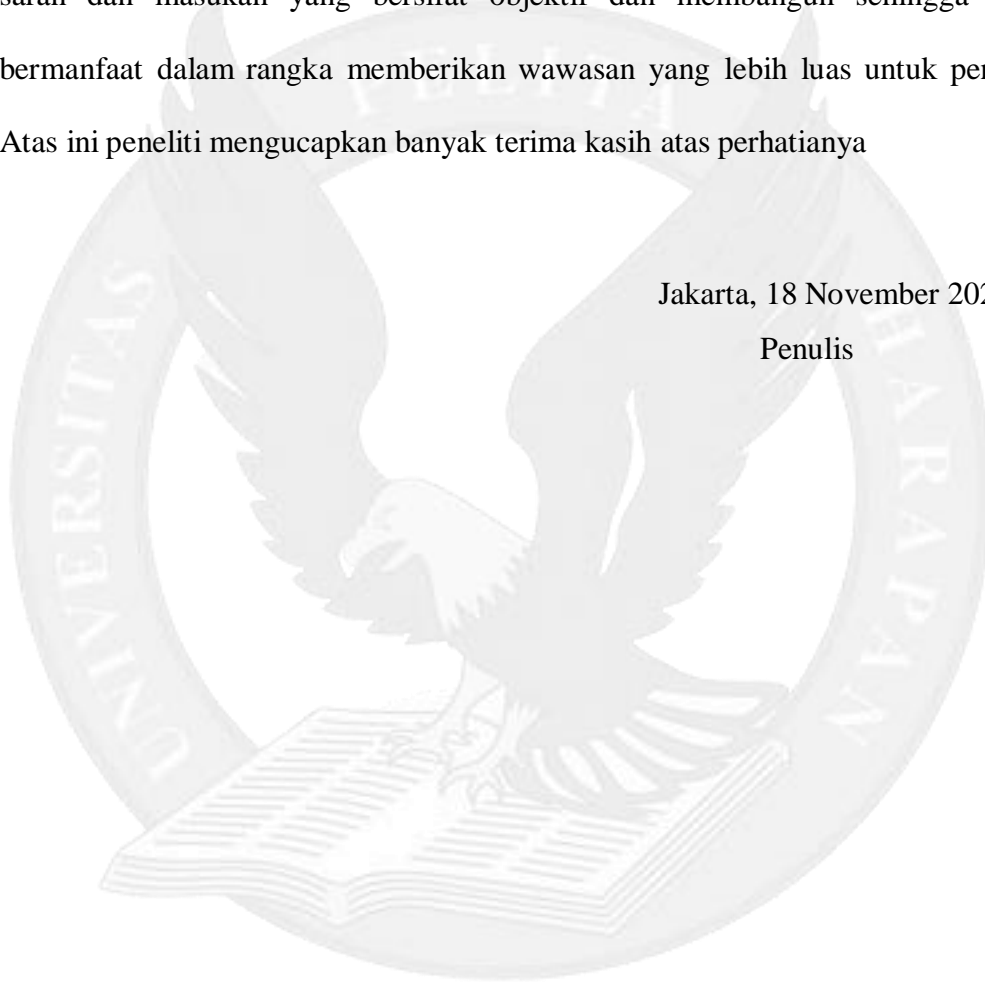 saran dan masukan yang bersifat objektif dan membangun sehingga
bermanfaat dalam rangka memberikan wawasan yang lebih luas untuk
Atas ini peneliti mengucapkan banyak terima kasih atas perhatianya
Jakarta, 18 November
Penulis
UNIVERSITAS PELITA HARAPAN